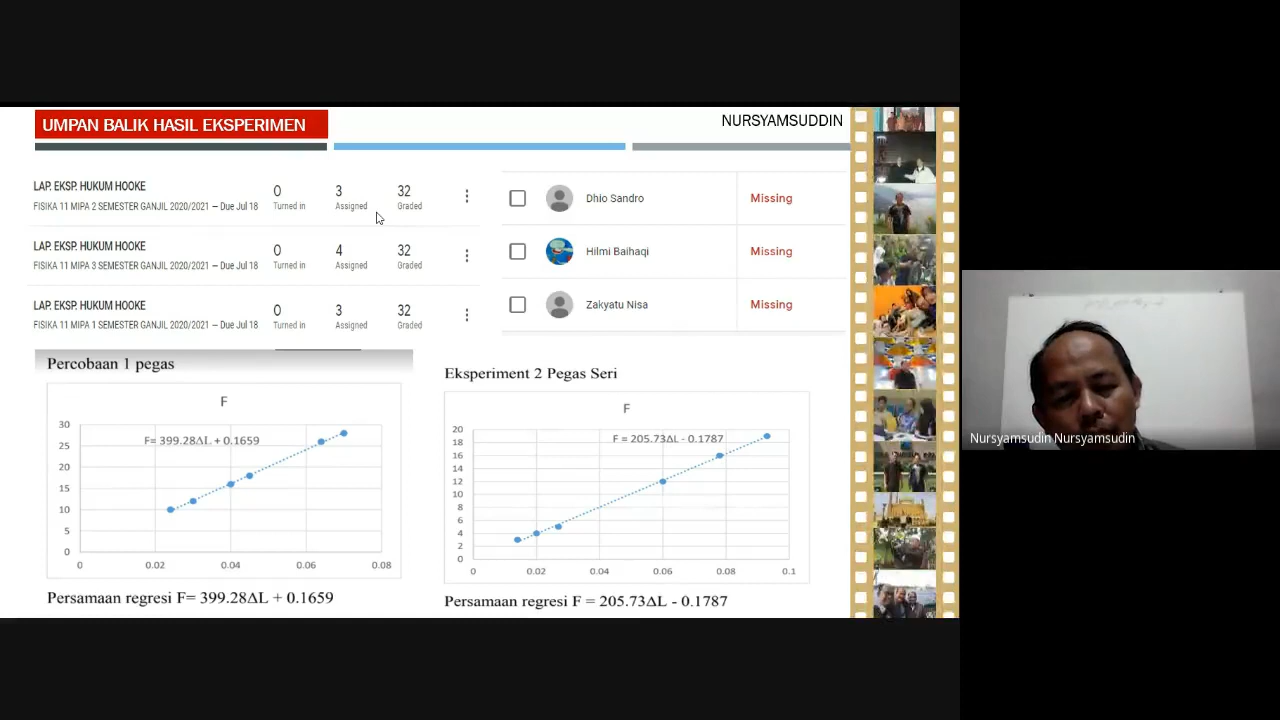 UMPAN BALIK HASIL EKSPERIMEN
NURSYAMSUDDIN
LAP. EKSP. HUKUM HOOKE
FISIKA 11 MIPA 2 SEMESTER GANJIL 2020/2021 – Due Jul 18
0
Turned in
3
Assigned
32
Graded
LAP. EKSP. HUKUM HOOKE
FISIKA 11 MIPA 3 SEMESTER GANJIL 2020/2021 – Due Jul 18
0
Turned in
4
Assigned
32
Graded
LAP. EKSP. HUKUM HOOKE
FISIKA 11 MIPA 1 SEMESTER GANJIL 2020/2021 – Due Jul 18
0
Turned in
3
Assigned
32
Graded
Dhio Sandro
Missing
Hilmi Baihaqi
Missing
Zakyatu Nisa
Missing
Percobaan 1 pegas
F
F= 399.28ΔL + 0.1659
30
25
20
15
10
5
0
0 0.02 0.04 0.06 0.08
Persamaan regresi F= 399.28ΔL + 0.1659
Eksperiment 2 Pegas Seri
F
F = 205.73ΔL - 0.1787
20
18
16
14
12
10
8
6
4
2
0
0 0.02 0.04 0.06 0.08 0.1
Persamaan regresi F = 205.73ΔL - 0.1787
Nursyamsudin Nursyamsudin